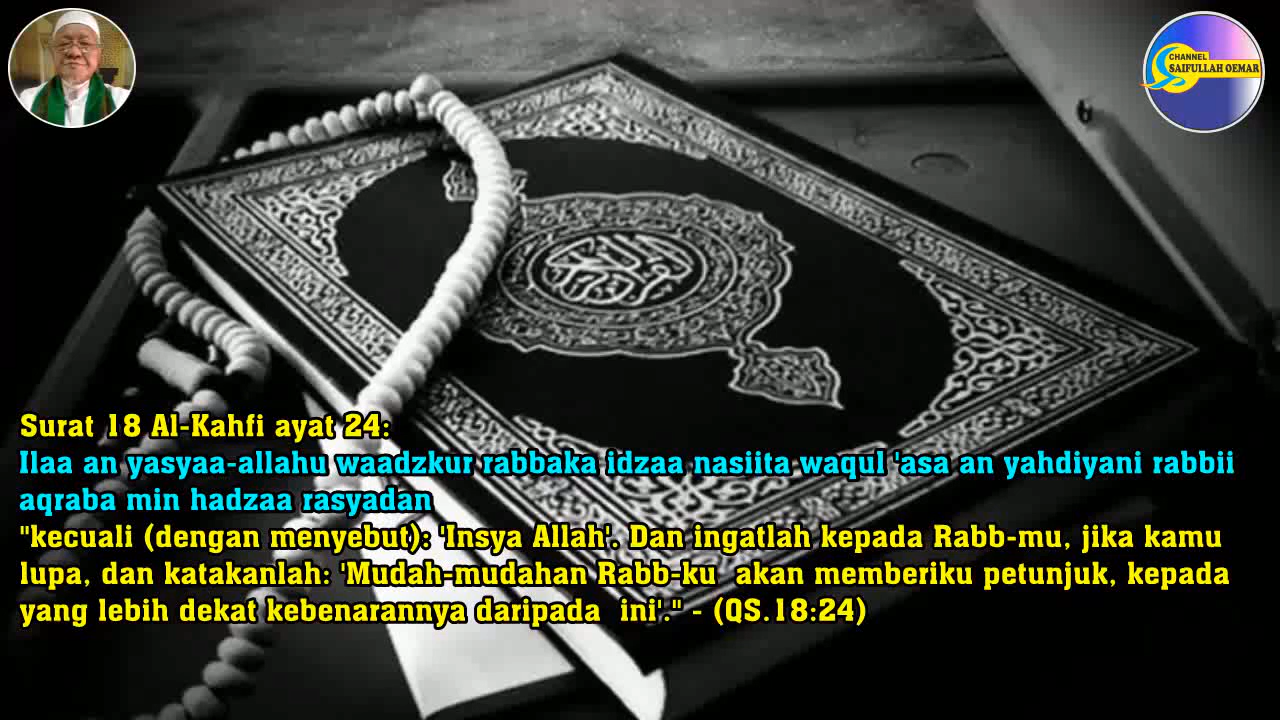 CHANNEL
SAIFULLAH OEMAR
Surat 18 Al-Kahfi ayat 24:
Ilaa an yasyaa-allahu waadzkur rabbaka idzaa nasiita waqul 'asa an yahdiyani rabbii
aqraba min hadzaa rasyadan
"kecuali (dengan menyebut): 'Insya Allah'. Dan ingatlah kepada Rabb-mu, jika kamu
lupa, dan katakanlah: 'Mudah-mudahan Rabb-ku  akan memberiku petunjuk, kepada
yang lebih dekat kebenarannya daripada  ini'." - (QS.18:24)